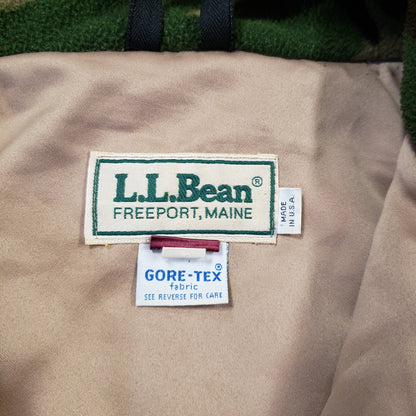 L.L.Bean®
FREEPORT, MAINE
MADE
IN U.S.A.
GORE-TEX®
fabric
SEE REVERSE FOR CARE